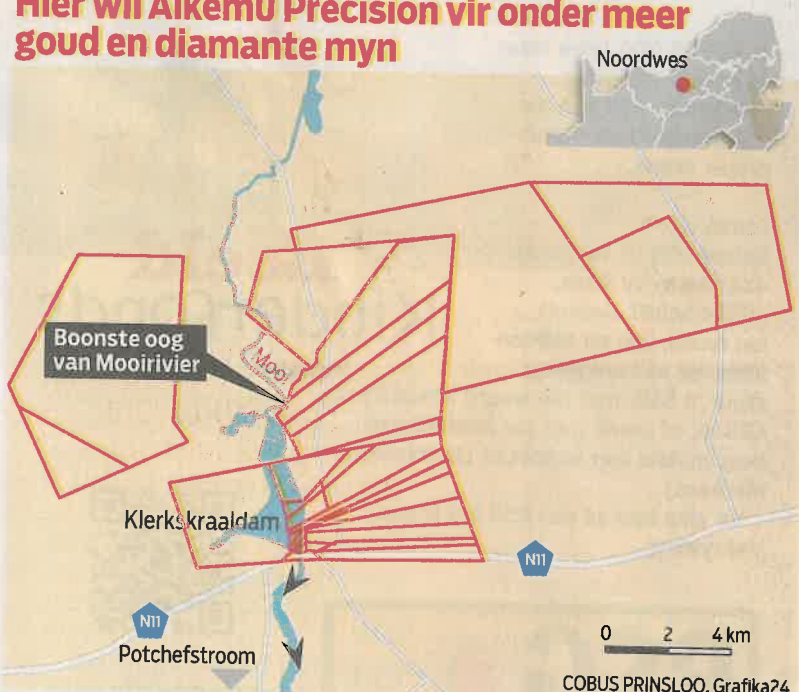 Hier wil Alkemu Precision vir onder meer
goud en diamante myn
Noordwes
Boonste oog
van Mooirivier
Mooi
Klerkskraaldam
N11
N11
Potchefstroom
0 2 4 km
COBUS PRINSLOO, Grafika24